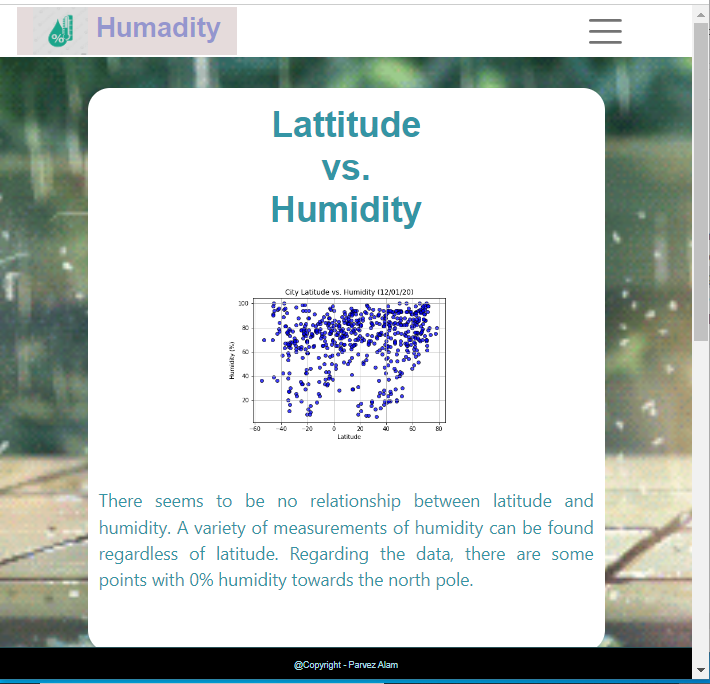 %
Humadity
Lattitude
vs.
Humidity
City Latitude vs. Humidity (12/01/20)
100
80
60
40
20
Humidity (%)
-60 -40 -20 0 20 40 60 80
Latitude
There seems to be no relationship between latitude and
humidity. A variety of measurements of humidity can be found
regardless of latitude. Regarding the data, there are some
points with 0% humidity towards the north pole.
@Copyright - Parvez Alam